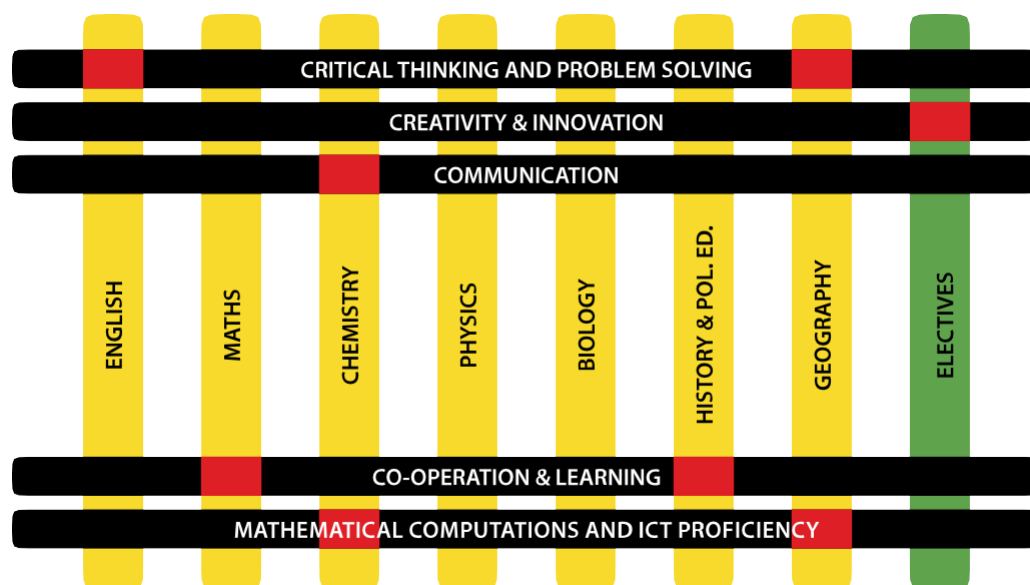 CRITICAL THINKING AND PROBLEM SOLVING
CREATIVITY & INNOVATION
COMMUNICATION
ENGLISH
MATHS
CHEMISTRY
PHYSICS
BIOLOGY
HISTORY & POL. ED.
GEOGRAPHY
ELECTIVES
CO-OPERATION & LEARNING
MATHEMATICAL COMPUTATIONS AND ICT PROFICIENCY